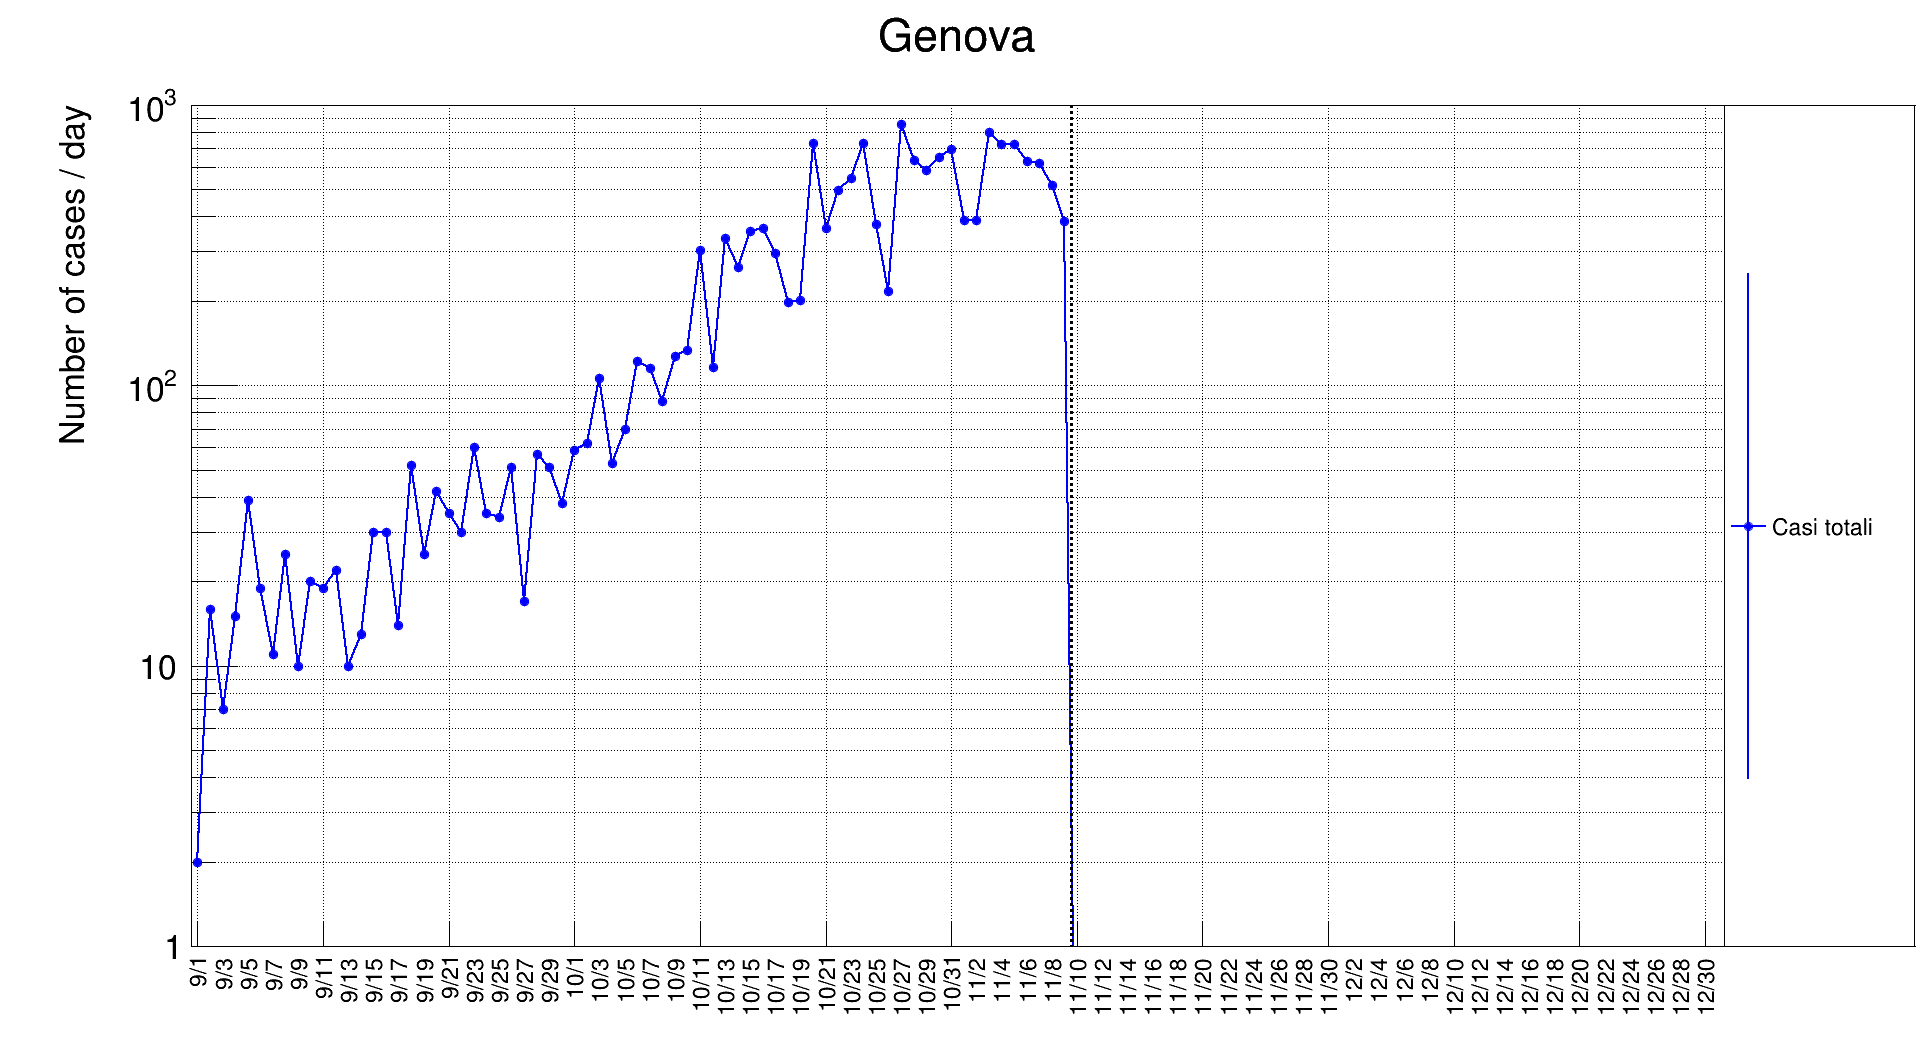 Genova
Number of cases / day
10³
10²
10
1
9/1 9/3 9/5 9/7 9/9 9/11 9/13 9/15 9/17 9/19 9/21 9/23 9/25 9/27 9/29 10/1 10/3 10/5 10/7 10/9 10/11 10/13 10/15 10/17 10/19 10/21 10/23 10/25 10/27 10/29 10/31 11/2 11/4 11/6 11/8 11/10 11/12 11/14 11/16 11/18 11/20 11/22 11/24 11/26 11/28 11/30 12/2 12/4 12/6 12/8 12/10 12/12 12/14 12/16 12/18 12/20 12/22 12/24 12/26 12/28 12/30
Casi totali